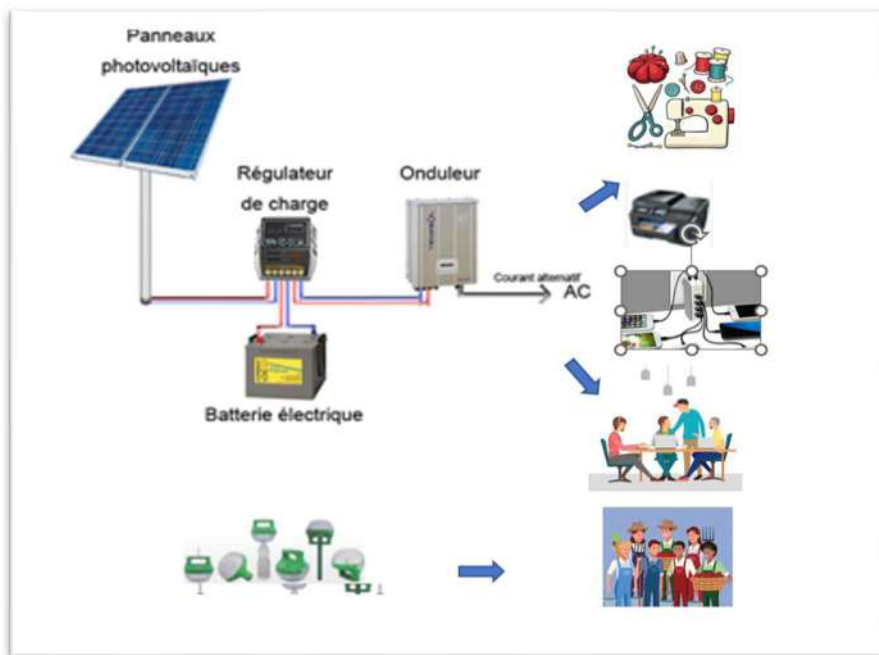 Panneaux
photovoltaïques
Régulateur
de charge
Onduleur
Courant alternatif
AC
Batterie électrique